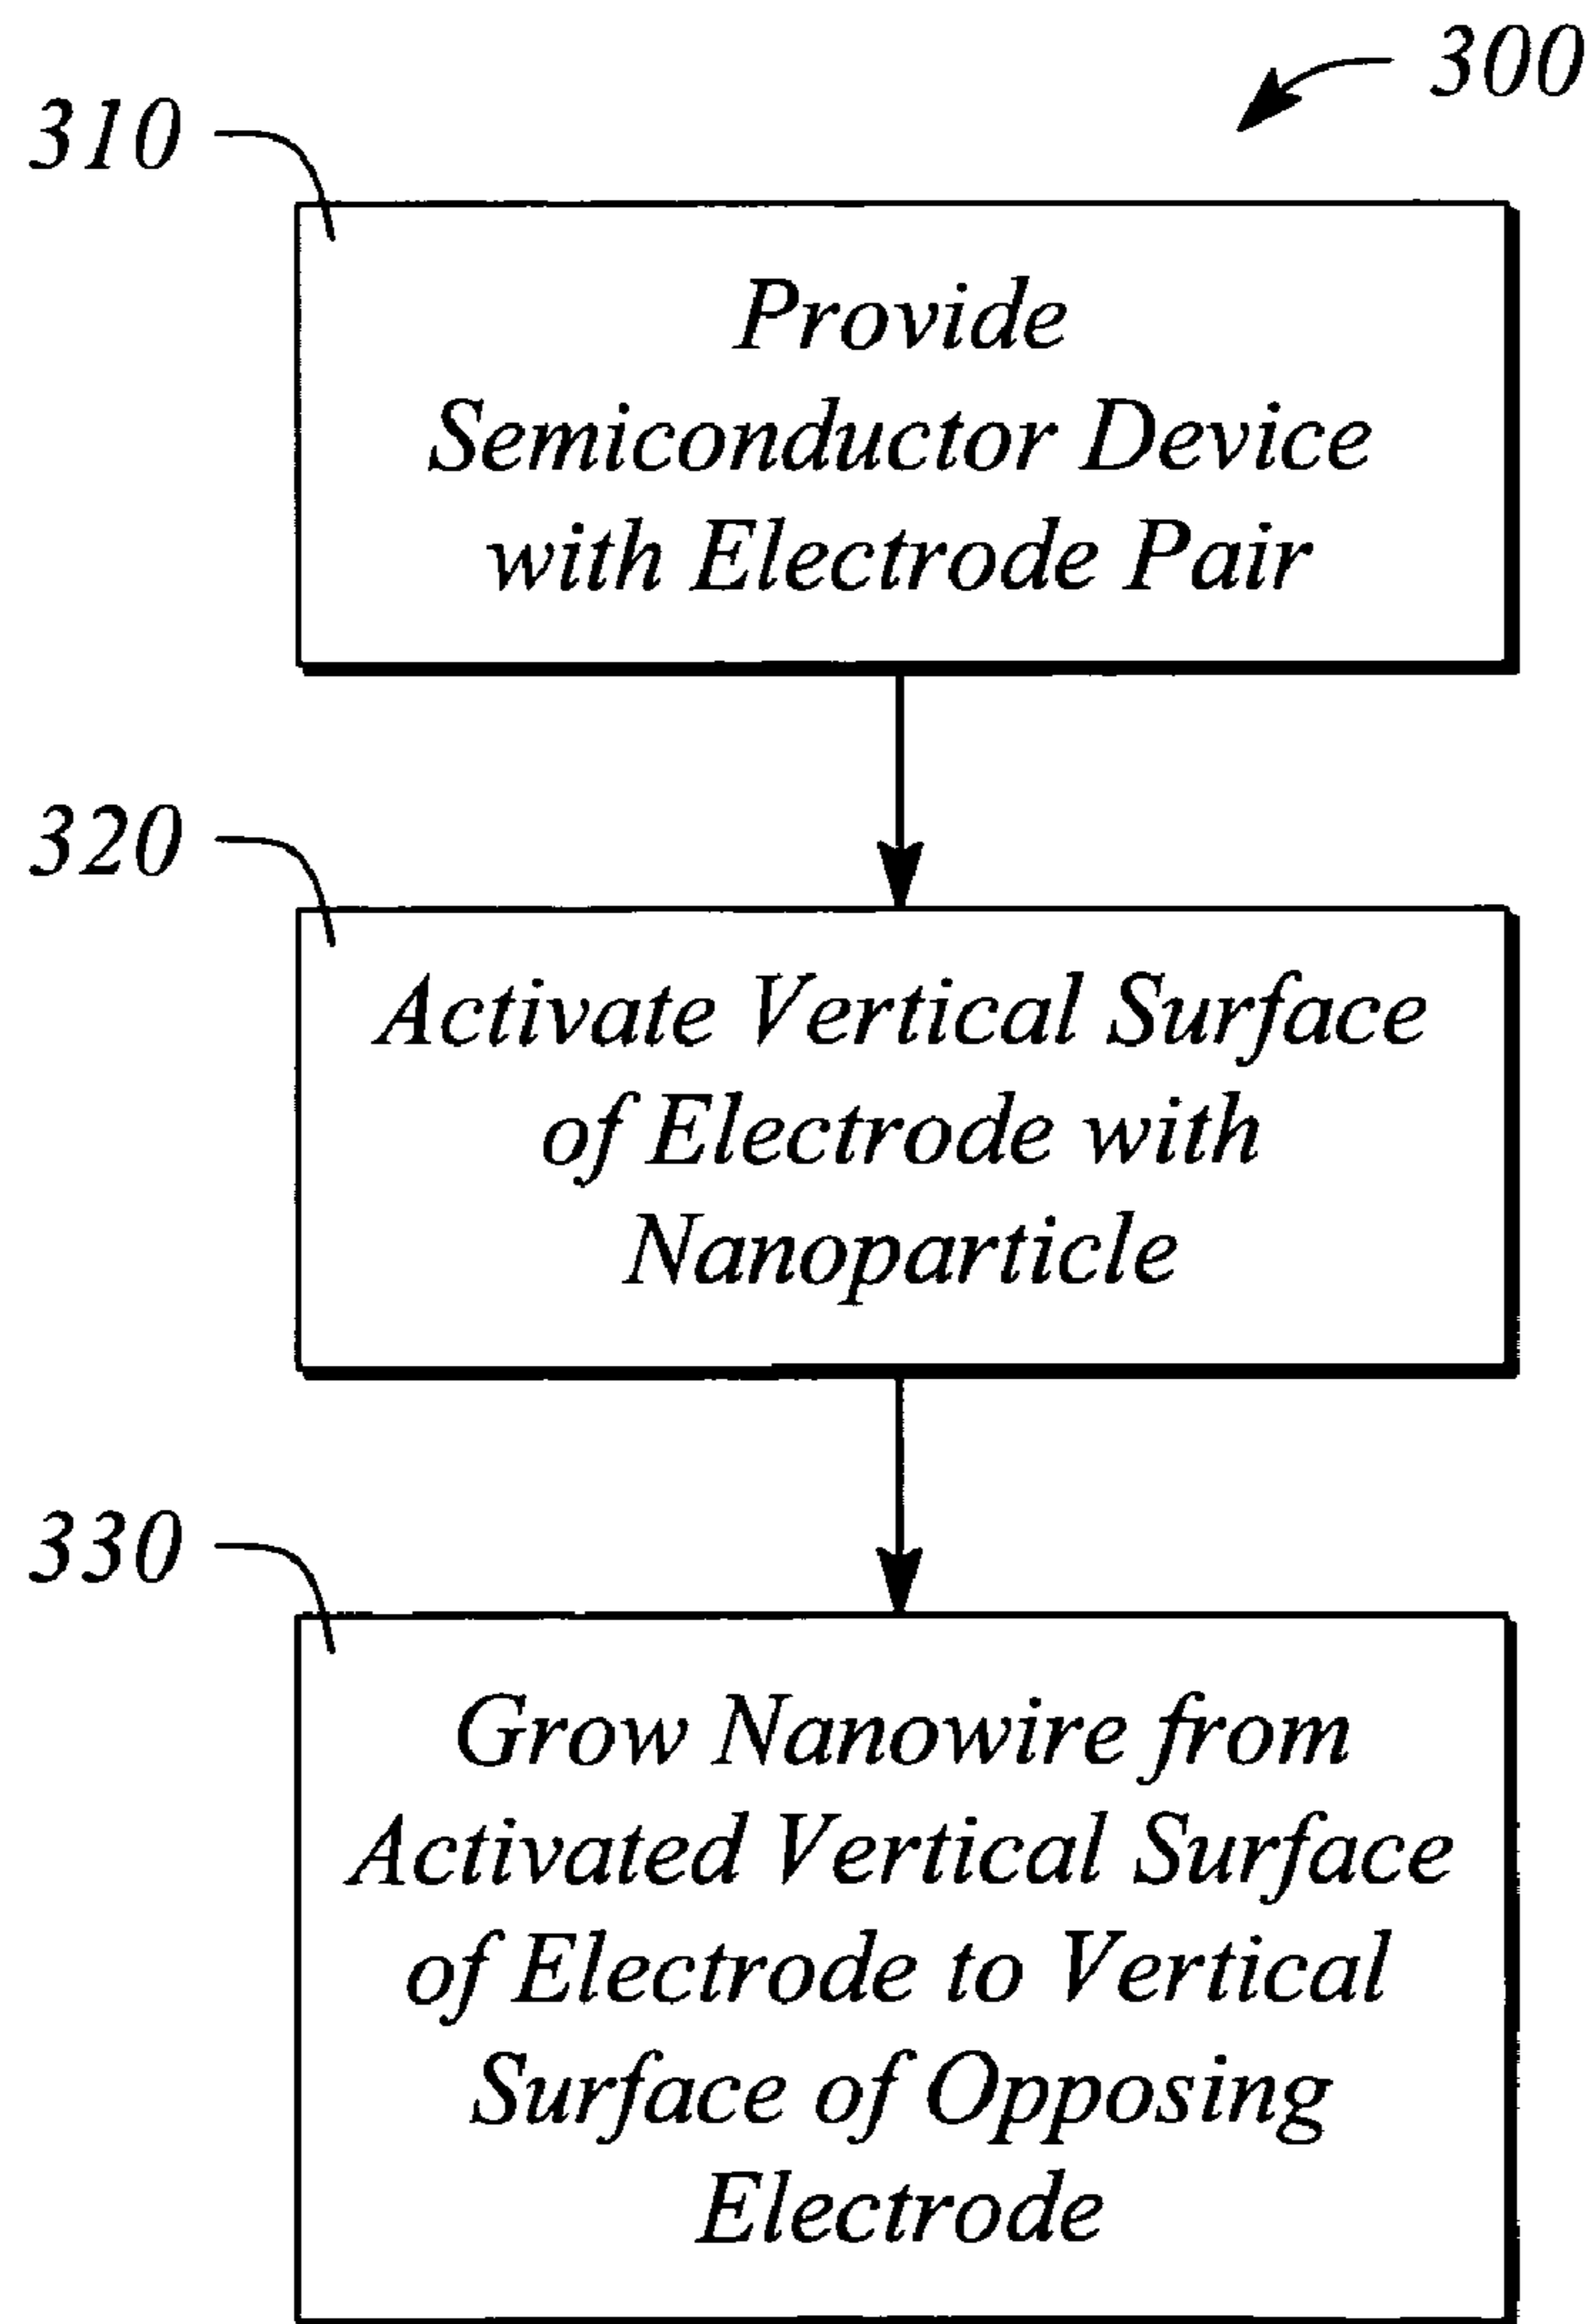 300
310
Provide
Semiconductor Device
with Electrode Pair
320
Activate Vertical Surface
of Electrode with
Nanoparticle
330
Grow Nanowire from
Activated Vertical Surface
of Electrode to Vertical
Surface of Opposing
Electrode